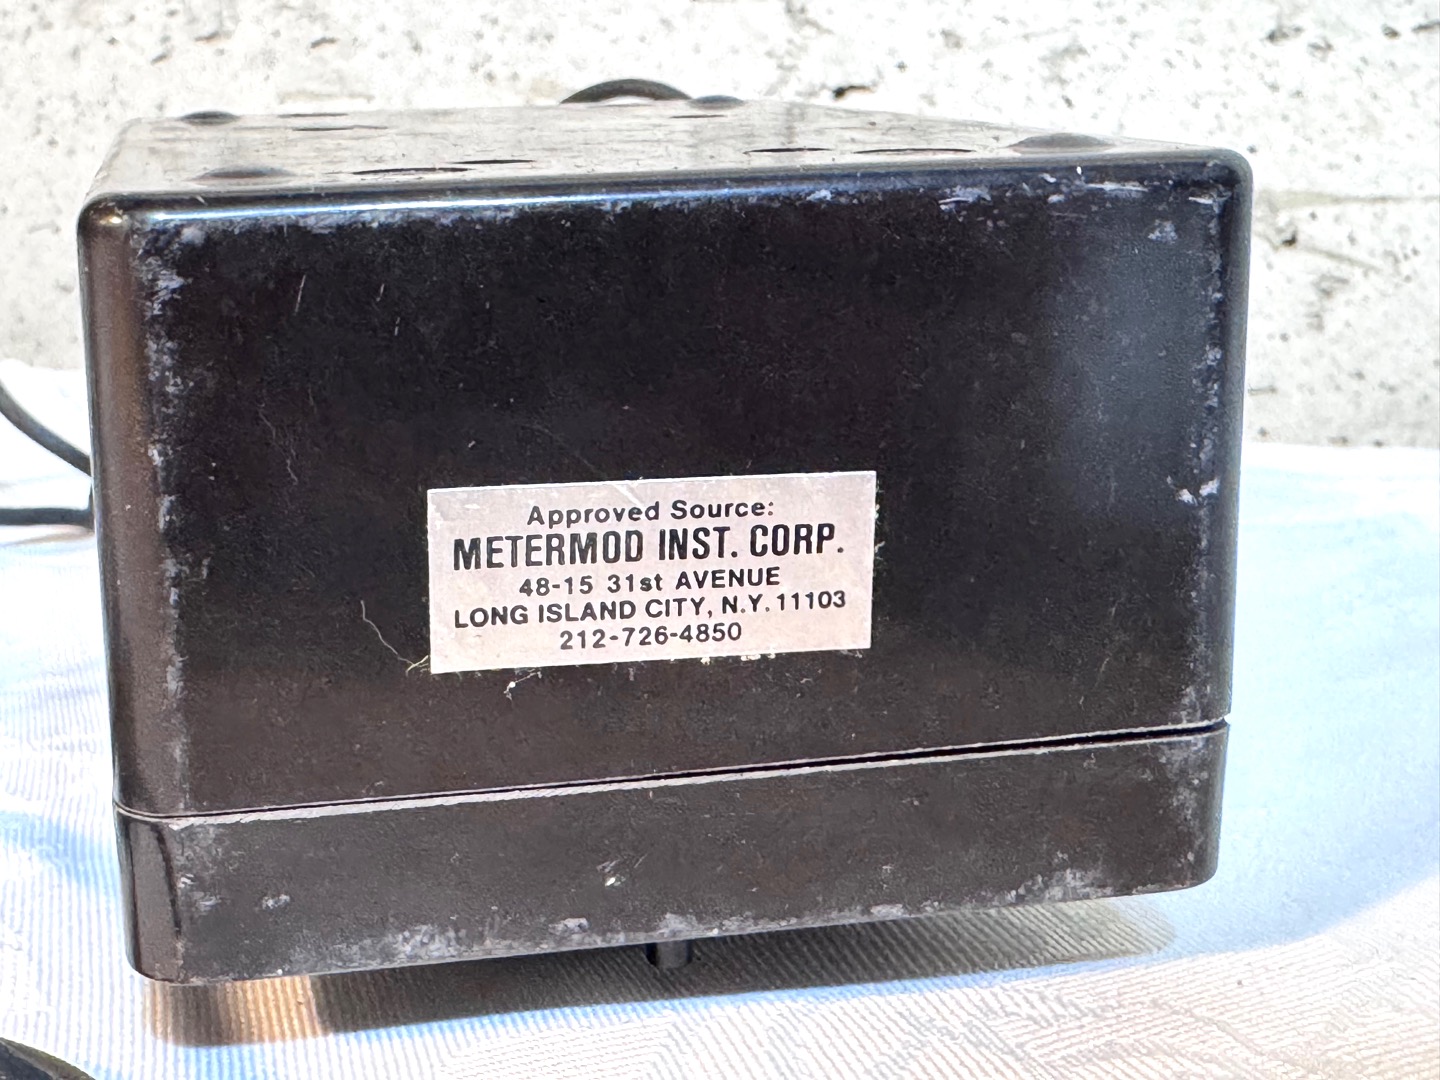 Approved Source:
METERMOD INST. CORP.
48-15 31st AVENUE
LONG ISLAND CITY, N.Y. 11103
212-726-4850